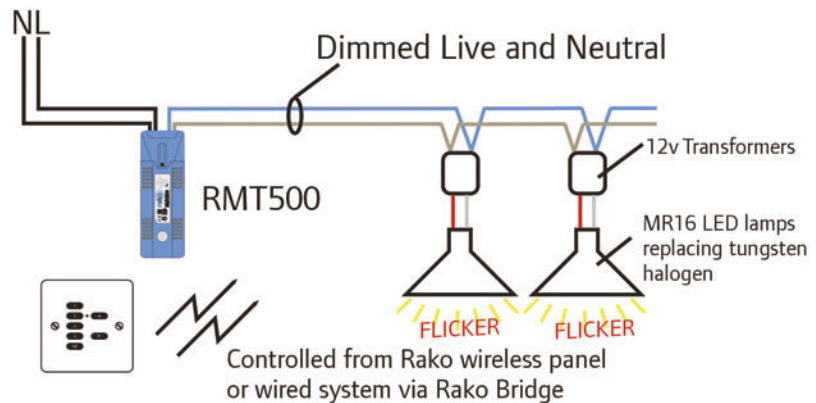 NL
Dimmed Live and Neutral
12v Transformers
RMT500
MR16 LED lamps
replacing tungsten
halogen
FLICKER
FLICKER
Controlled from Rako wireless panel
or wired system via Rako Bridge